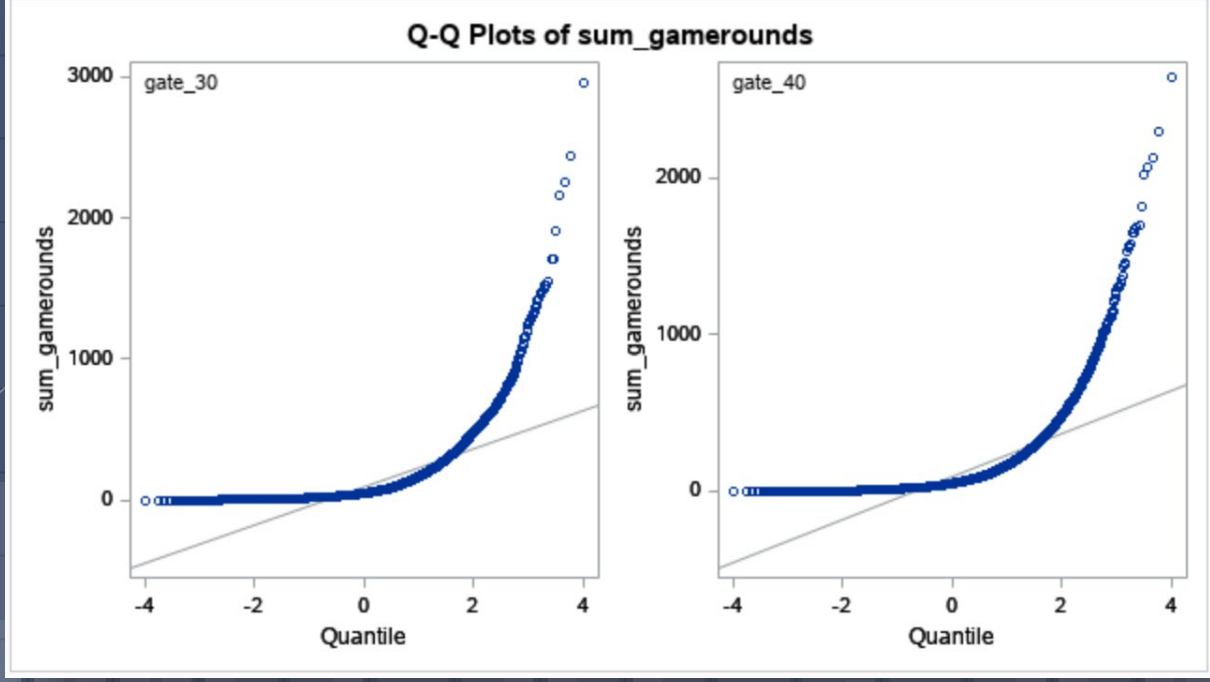 Q-Q Plots of sum_gamerounds
gate_30
3000
2000
1000
0
sum_gamerounds
-4 -2 0 2 4
Quantile
gate_40
2000
1000
0
sum_gamerounds
-4 -2 0 2 4
Quantile